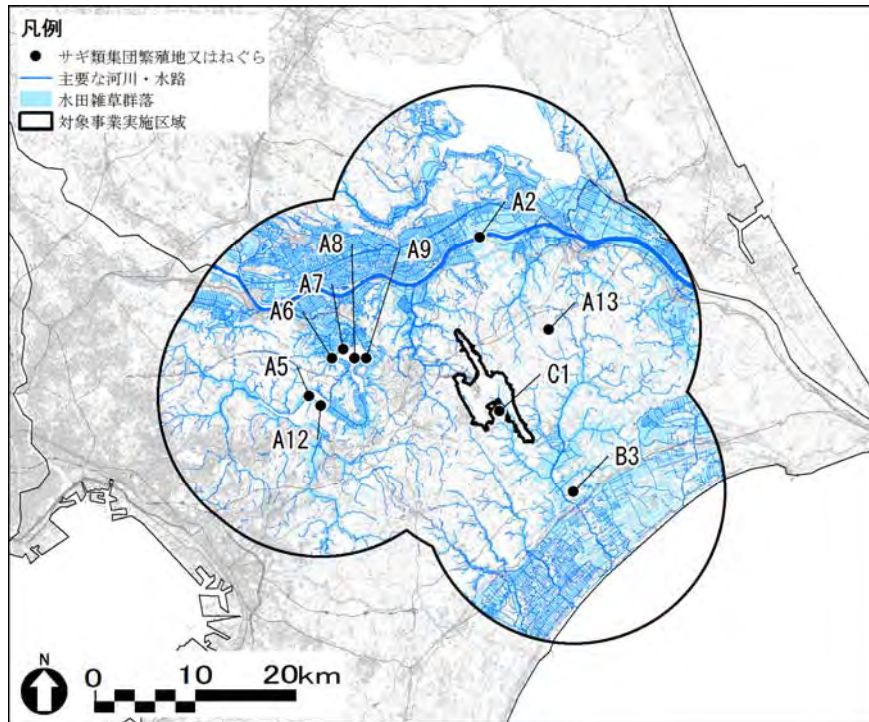 凡例
サギ類集団繁殖地又はねぐら
主要な河川・水路
水田雑草群落
対象事業実施区域
A2
A8
A9
A7
A13
A6
A5
C1
A12
B3
N
0 10 20km